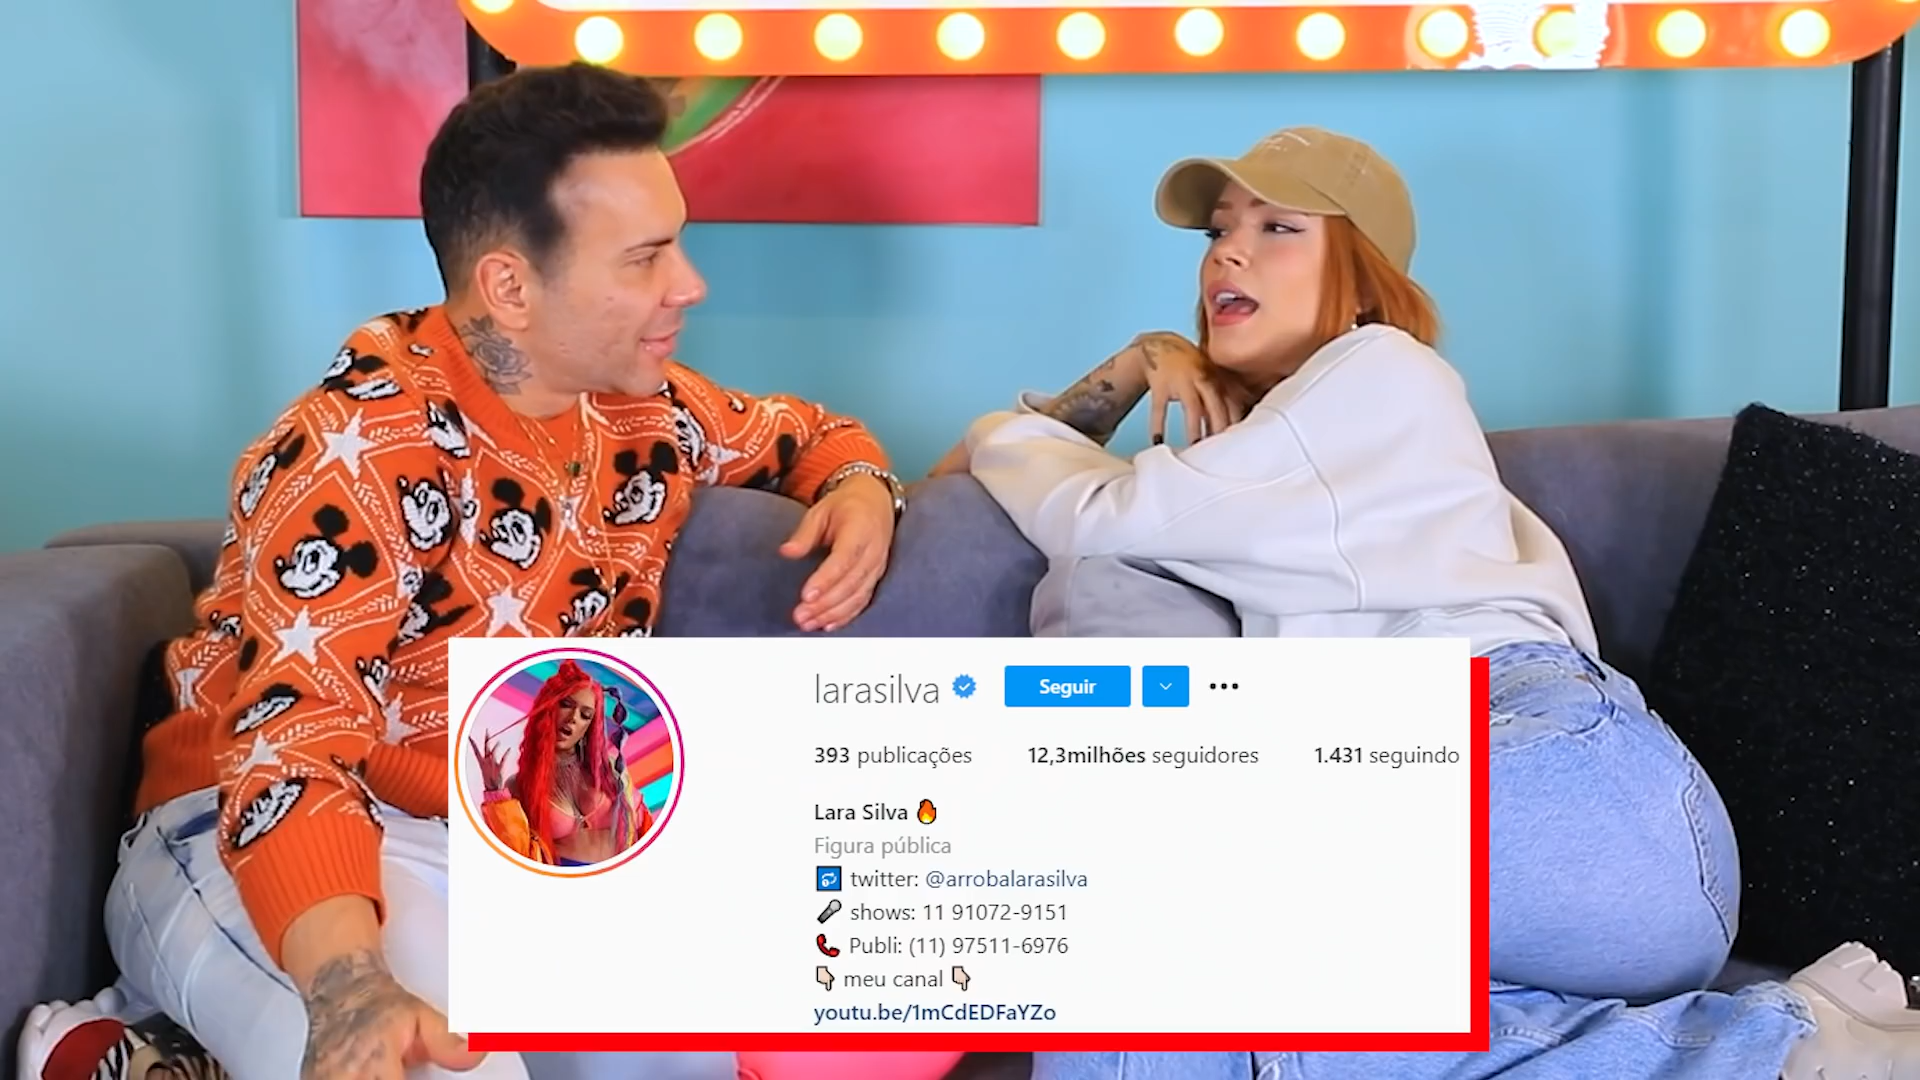 larasilva Seguir
393 publicações 12,3milhões seguidores 1.431 seguindo
Lara Silva 🔥
Figura pública
twitter: @arrobalarasilva
🎤 shows: 11 91072-9151
📞 Publi: (11) 97511-6976
👇🏻 meu canal 👇🏻
youtu.be/1mCdEDFaYZo